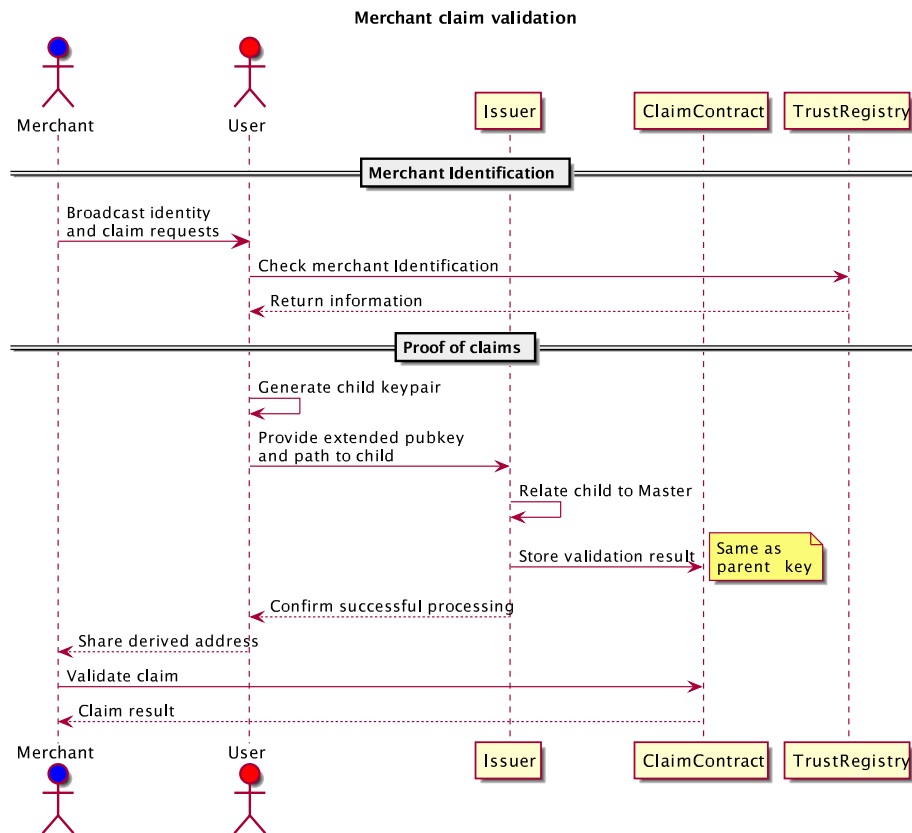 Merchant claim validation
Merchant
User
Issuer
ClaimContract
TrustRegistry
Merchant Identification
Broadcast identity
and claim requests
Check merchant Identification
Return information
Proof of claims
Generate child keypair
Provide extended pubkey
and path to child
Relate child to Master
Store validation result
Same as
parent key
Confirm successful processing
Share derived address
Validate claim
Claim result
Merchant
User
Issuer
ClaimContract
TrustRegistry